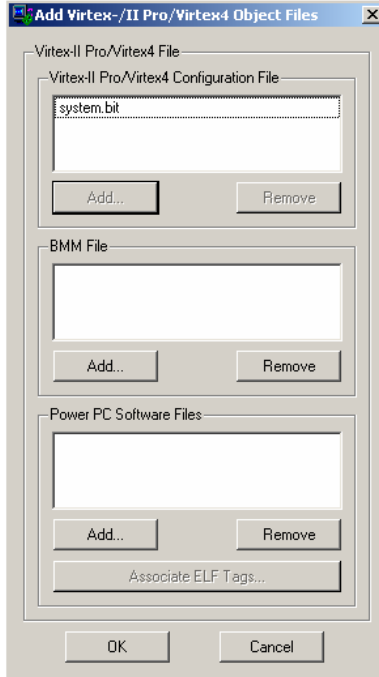 Add Virtex-/II Pro/Virtex4 Object Files
Virtex-II Pro/Virtex4 File
Virtex-II Pro/Virtex4 Configuration File
system.bit
Add... Remove
BMM File
Add... Remove
Power PC Software Files
Add... Remove
Associate ELF Tags...
OK Cancel